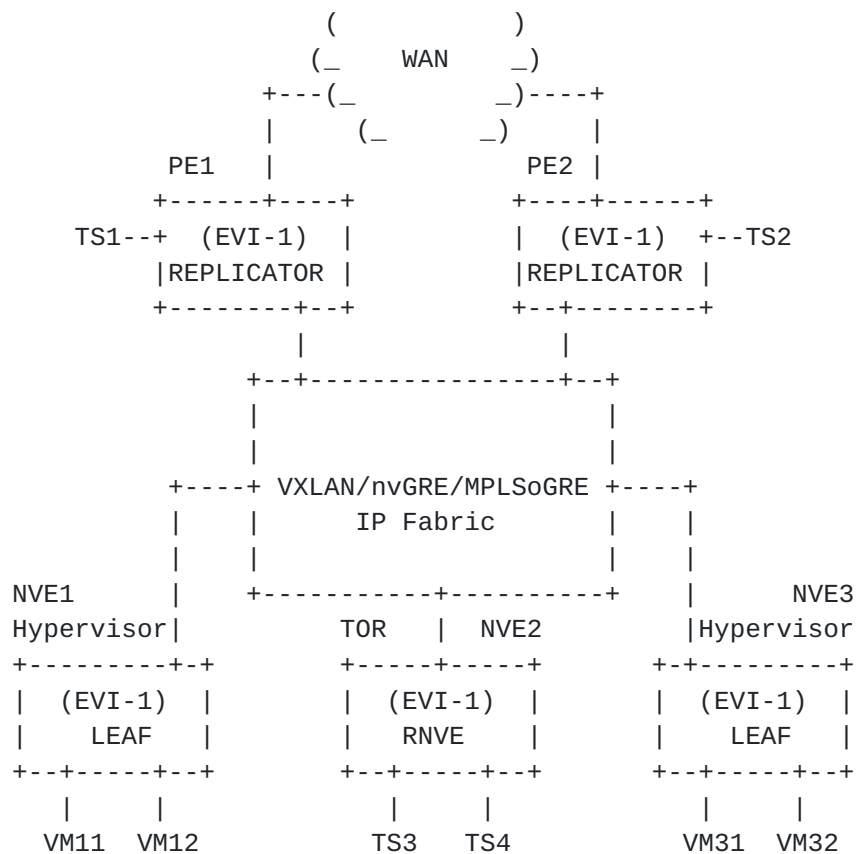 WAN
PE1 PE2
TS1 (EVI-1) (EVI-1) TS2
REPLICATOR REPLICATOR
VXLAN/nvGRE/MPLSoGRE
IP Fabric
NVE1 NVE3
Hypervisor TOR NVE2 Hypervisor
(EVI-1) (EVI-1) (EVI-1)
LEAF RNVE LEAF
VM11 VM12 TS3 TS4 VM31 VM32